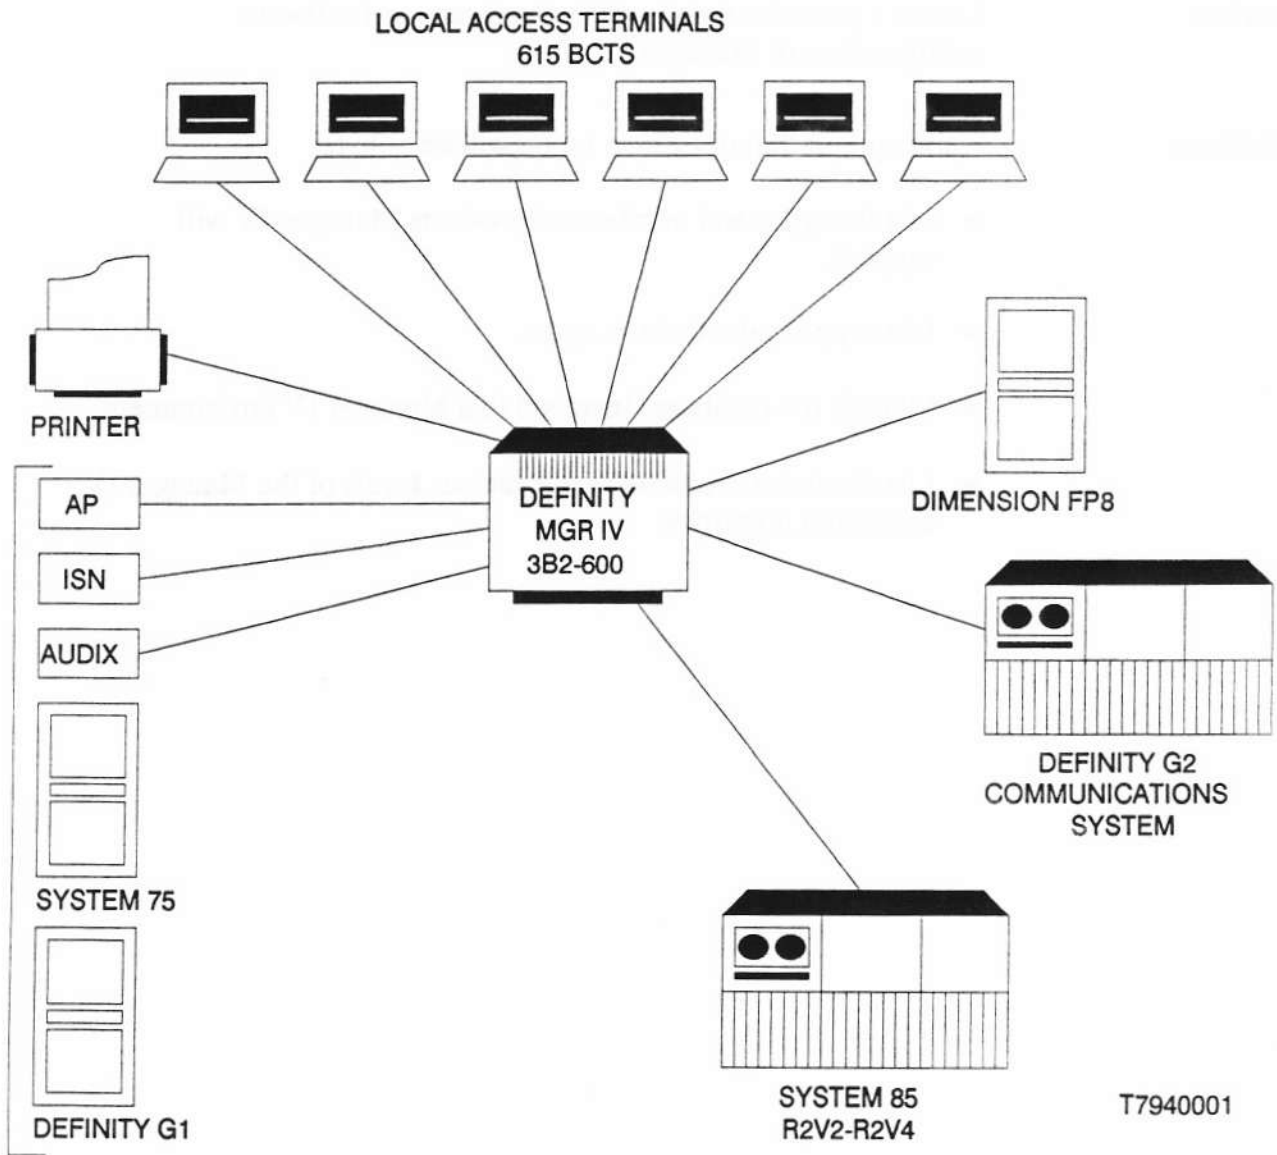 LOCAL ACCESS TERMINALS
615 BCTS
PRINTER
AP
ISN
AUDIX
SYSTEM 75
DEFINITY G1
DEFINITY
MGR IV
3B2-600
DIMENSION FP8
DEFINITY G2
COMMUNICATIONS
SYSTEM
SYSTEM 85
R2V2-R2V4
T7940001